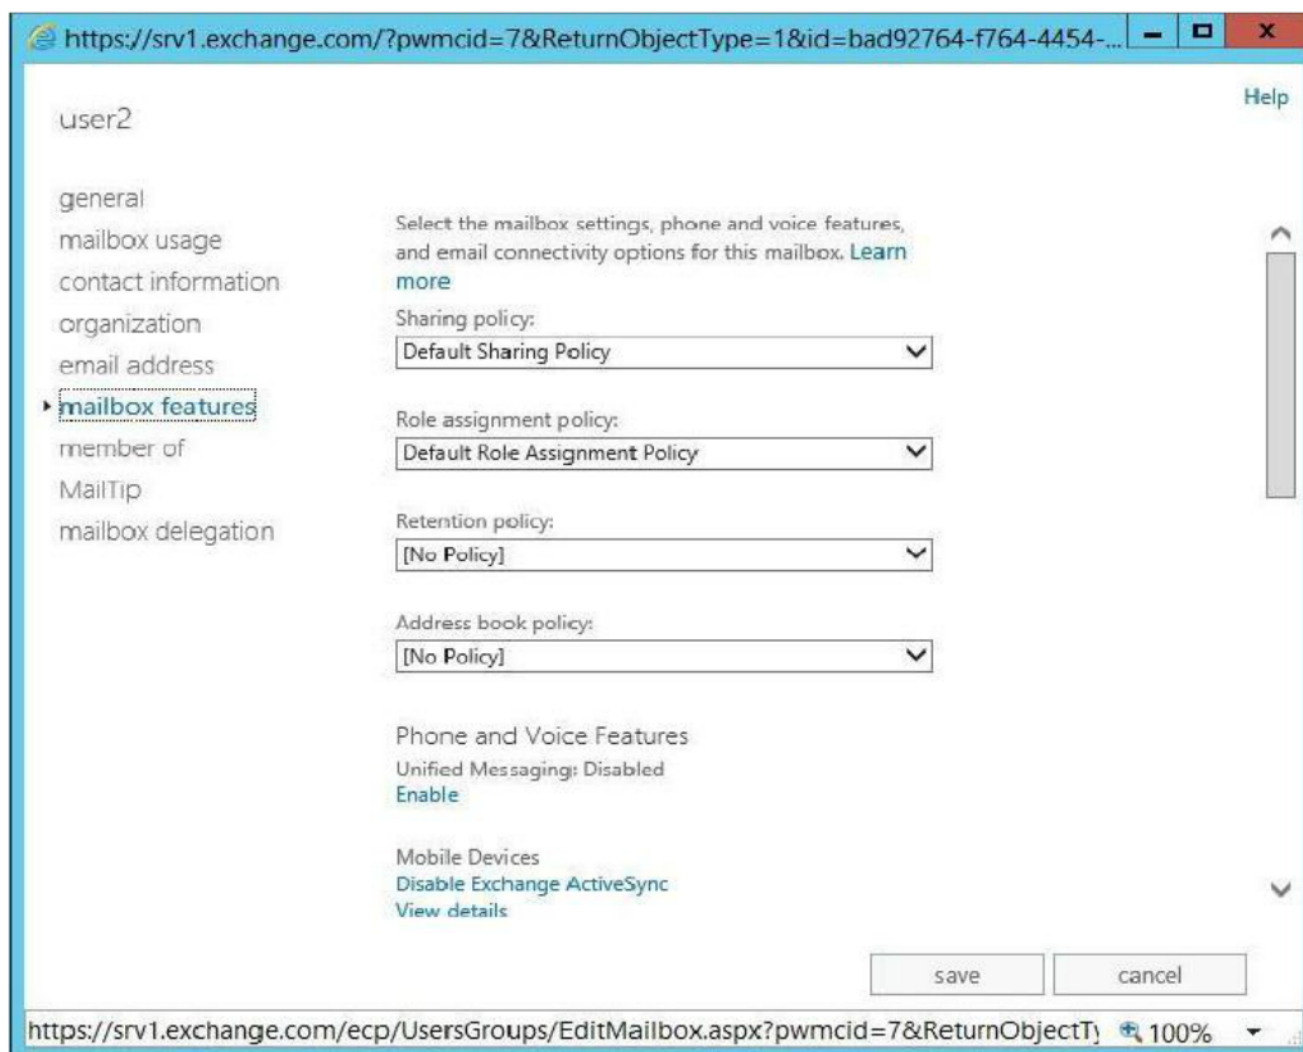 https://srv1.exchange.com/?pwmcid=7&ReturnObjectType=1&id=bad92764-f764-4454-...
Help
user2
general
mailbox usage
contact information
organization
email address
mailbox features
member of
MailTip
mailbox delegation
Select the mailbox settings, phone and voice features,
and email connectivity options for this mailbox. Learn
more
Sharing policy:
Default Sharing Policy
Role assignment policy:
Default Role Assignment Policy
Retention policy:
[No Policy]
Address book policy:
[No Policy]
Phone and Voice Features
Unified Messaging: Disabled
Enable
Mobile Devices
Disable Exchange ActiveSync
View details
save
cancel
https://srv1.exchange.com/ecp/UsersGroups/EditMailbox.aspx?pwmcid=7&ReturnObjectTy
100%